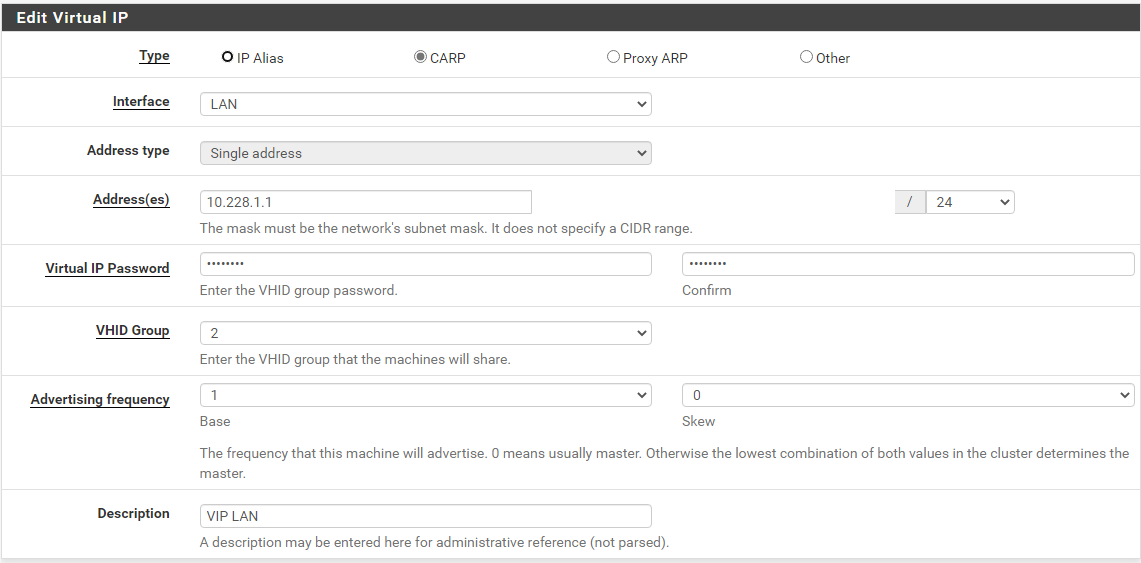 Edit Virtual IP
Type IP Alias CARP Proxy ARP Other
Interface LAN
Address type Single address
Address(es) 10.228.1.1 / 24
The mask must be the network's subnet mask. It does not specify a CIDR range.
Virtual IP Password •••••••• ••••••••
Enter the VHID group password. Confirm
VHID Group 2
Enter the VHID group that the machines will share.
Advertising frequency 1 0
Base Skew
The frequency that this machine will advertise. 0 means usually master. Otherwise the lowest combination of both values in the cluster determines the
master.
Description VIP LAN
A description may be entered here for administrative reference (not parsed).